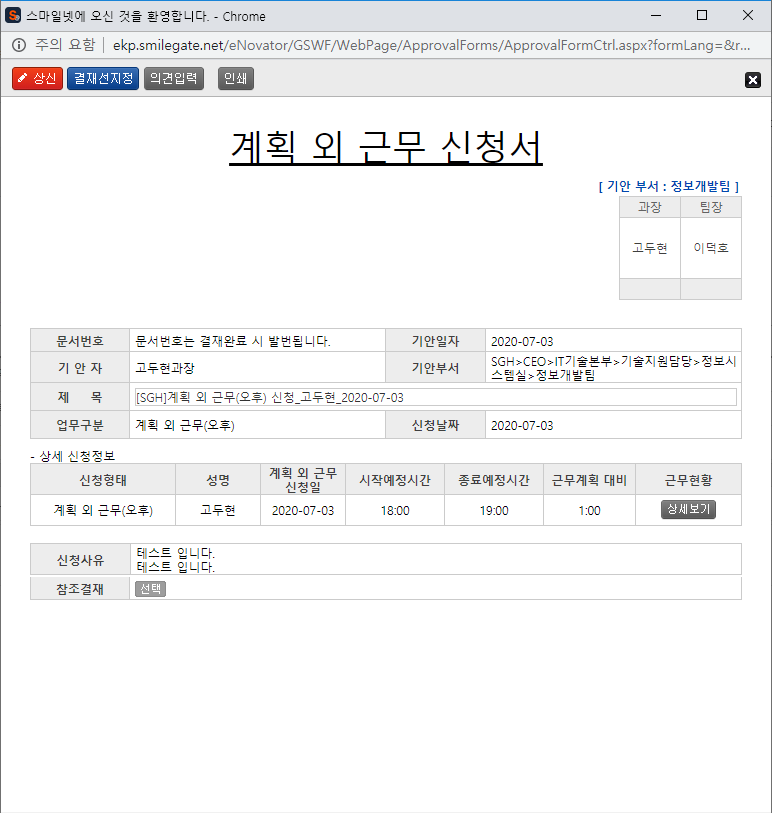 스마일넷에 오신 것을 환영합니다. - Chrome
주의 요함 | ekp.smilegate.net/eNovator/GSWF/WebPage/ApprovalForms/ApprovalFormCtrl.aspx?formLang=&r...
상신 결재선지정 의견입력 인쇄
계획 외 근무 신청서
[ 기안 부서 : 정보개발팀 ]
과장 팀장
고두현 이덕호
문서번호 문서번호는 결재완료 시 발번됩니다. 기안일자 2020-07-03
기 안 자 고두현과장 기안부서 SGH>CEO>IT기술본부>기술지원담당>정보시
스템실>정보개발팀
제 목 [SGH]계획 외 근무(오후) 신청_고두현_2020-07-03
업무구분 계획 외 근무(오후) 신청날짜 2020-07-03
- 상세 신청정보
신청형태 성명 계획 외 근무 시작예정시간 종료예정시간 근무계획 대비 근무현황
신청일
계획 외 근무(오후) 고두현 2020-07-03 18:00 19:00 1:00 상세보기
신청사유 테스트 입니다.
테스트 입니다.
참조결재 선택